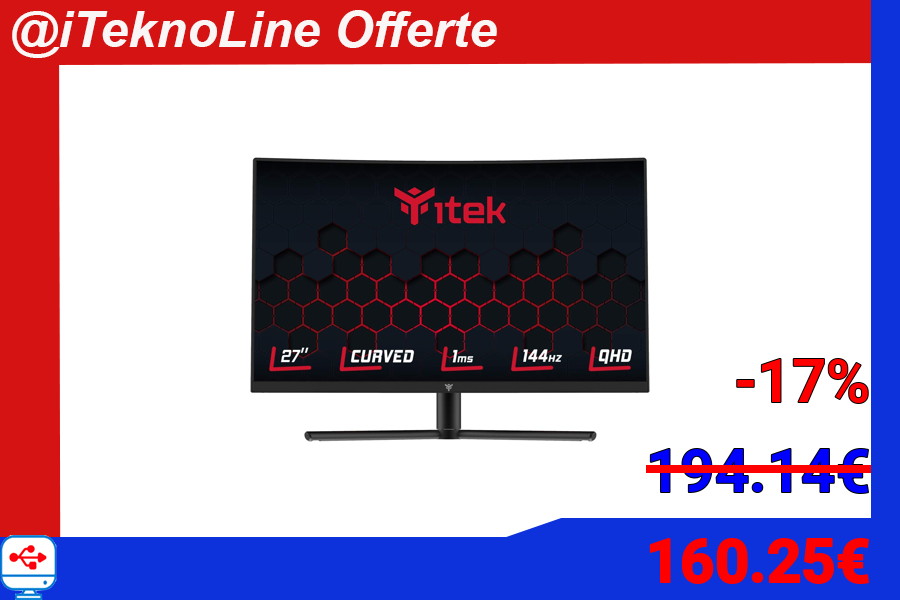 @iTeknoLine Offerte
itek
27" CURVED 1ms 144HZ QHD
-17%
194.14€
160.25€